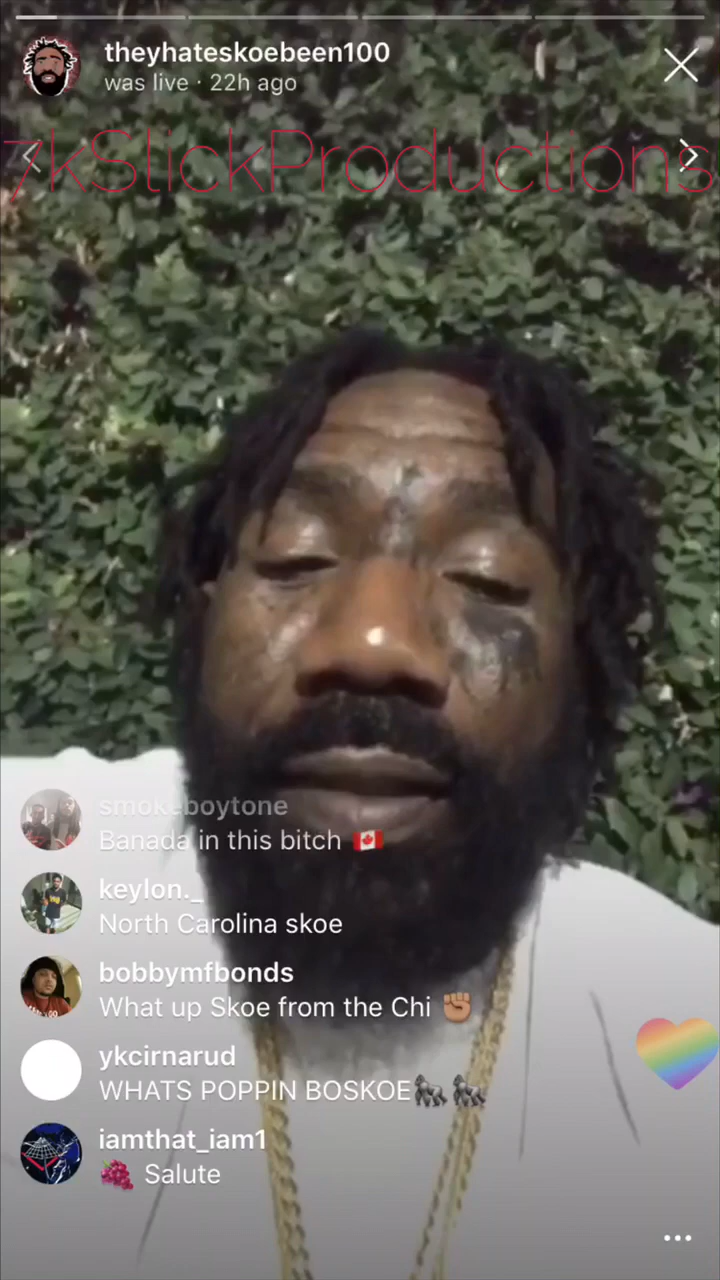 theyhateskoebeen100
was live · 22h ago
7kSlickProductions
smokeboytone
Banada in this bitch 🇨🇦
keylon._
North Carolina skoe
bobbymfbonds
What up Skoe from the Chi ✊🏽
ykcirnarud
WHATS POPPIN BOSKOE🦍🦍
iamthat_iam1
🍇 Salute